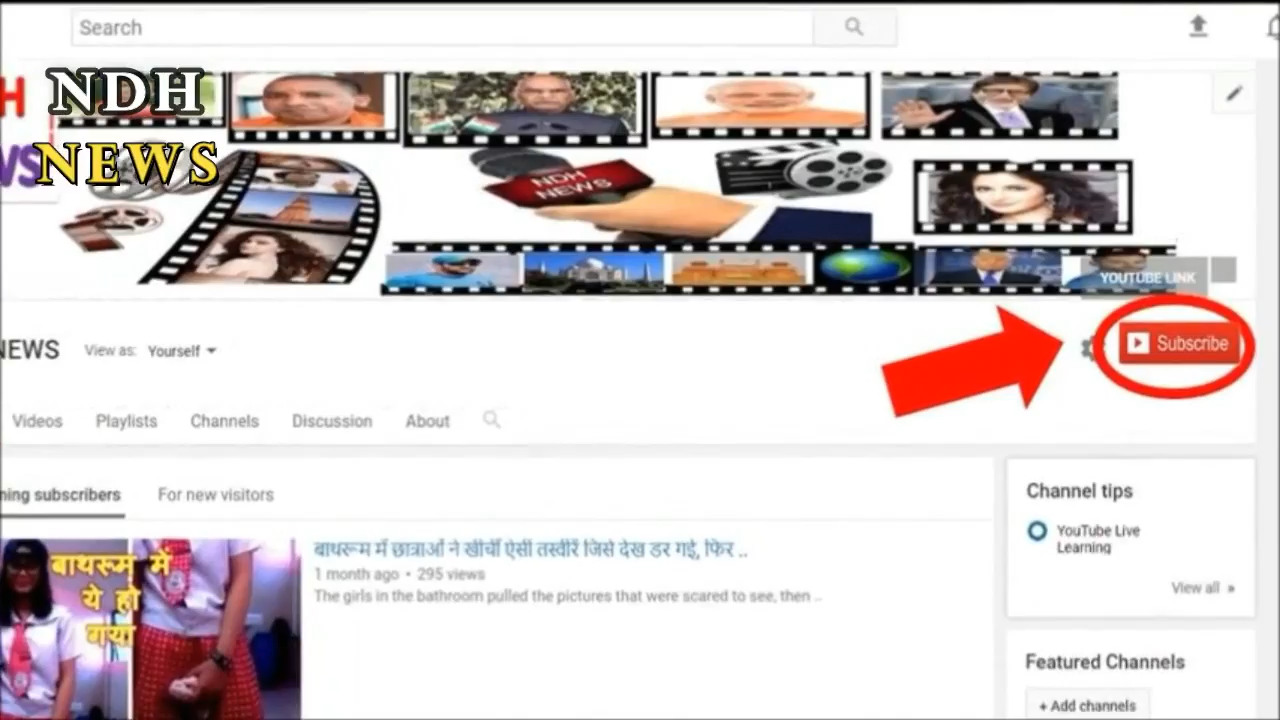 Search
H
NDH
WS
NEWS
NDH
NEWS
YOUTUBE LINK
NEWS
View as: Yourself
Subscribe
Videos Playlists Channels Discussion About
ning subscribers For new visitors
Channel tips
YouTube Live
Learning
View all »
बाथरूम में
ये हो
गया
बाथरूम में छात्राओं ने खींचीं ऐसी तस्वीरें जिसे देख डर गई, फिर ..
1 month ago • 295 views
The girls in the bathroom pulled the pictures that were scared to see, then ..
Featured Channels
+ Add channels